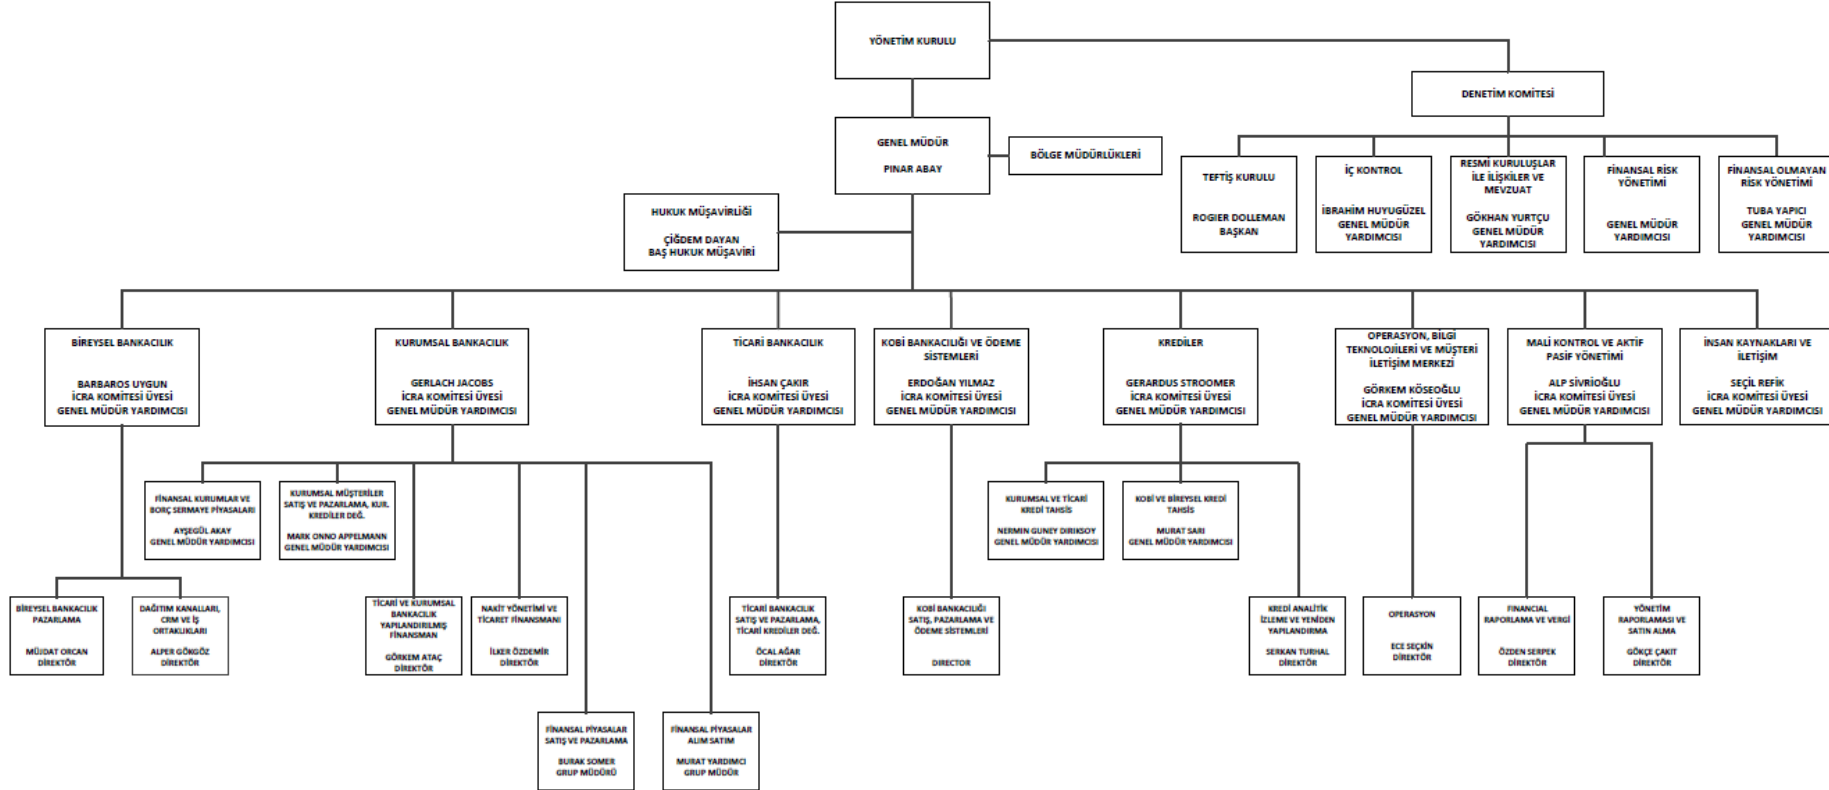 YÖNETİM KURULU
DENETİM KOMİTESİ
GENEL MÜDÜR
PINAR ABAY
BÖLGE MÜDÜRLÜKLERİ
TEFTİŞ KURULU
ROGIER DOLLEMAN
BAŞKAN
İÇ KONTROL
İBRAHİM HUYUGÜZEL
GENEL MÜDÜR
YARDIMCISI
RESMİ KURULUŞLAR
İLE İLİŞKİLER VE
MEVZUAT
GÖKHAN YURTÇU
GENEL MÜDÜR
YARDIMCISI
FİNANSAL RİSK
YÖNETİMİ
GENEL MÜDÜR
YARDIMCISI
FİNANSAL OLMAYAN
RİSK YÖNETİMİ
TUBA YAPICI
GENEL MÜDÜR
YARDIMCISI
HUKUK MÜŞAVİRLİĞİ
ÇİĞDEM DAYAN
BAŞ HUKUK MÜŞAVİRİ
BİREYSEL BANKACILIK
BARBAROS UYGUN
İCRA KOMİTESİ ÜYESİ
GENEL MÜDÜR YARDIMCISI
KURUMSAL BANKACILIK
GERLACH JACOBS
İCRA KOMİTESİ ÜYESİ
GENEL MÜDÜR YARDIMCISI
TİCARİ BANKACILIK
İHSAN ÇAKIR
İCRA KOMİTESİ ÜYESİ
GENEL MÜDÜR YARDIMCISI
KOBİ BANKACILIĞI VE ÖDEME
SİSTEMLERİ
ERDOĞAN YILMAZ
İCRA KOMİTESİ ÜYESİ
GENEL MÜDÜR YARDIMCISI
KREDİLER
GERARDUS STROOMER
İCRA KOMİTESİ ÜYESİ
GENEL MÜDÜR YARDIMCISI
OPERASYON, BİLGİ
TEKNOLOJİLERİ VE MÜŞTERİ
İLETİŞİM MERKEZİ
GÖRKEM KÖSEOĞLU
İCRA KOMİTESİ ÜYESİ
GENEL MÜDÜR YARDIMCISI
MALİ KONTROL VE AKTİF
PASİF YÖNETİMİ
ALP SİVRİOĞLU
İCRA KOMİTESİ ÜYESİ
GENEL MÜDÜR YARDIMCISI
İNSAN KAYNAKLARI VE
İLETİŞİM
SEÇİL REFİK
İCRA KOMİTESİ ÜYESİ
GENEL MÜDÜR YARDIMCISI
FİNANSAL KURUMLAR VE
BORÇ SERMAYE PİYASALARI
AYŞEGÜL AKAY
GENEL MÜDÜR YARDIMCISI
KURUMSAL MÜŞTERİLER
SATIŞ VE PAZARLAMA, KUR.
KREDİLER DEĞ.
MARK ONNO APPELMANN
GENEL MÜDÜR YARDIMCISI
KURUMSAL VE TİCARİ
KREDİ TAHSİS
NERMIN GUNEY DIRIKSOY
GENEL MÜDÜR YARDIMCISI
KOBİ VE BİREYSEL KREDİ
TAHSİS
MURAT SARI
GENEL MÜDÜR YARDIMCISI
BİREYSEL BANKACILIK
PAZARLAMA
MÜJDAT ORCAN
DİREKTÖR
DAĞITIM KANALLARI,
CRM VE İŞ
ORTAKLIKLARI
ALPER GÖKGÖZ
DİREKTÖR
TİCARİ VE KURUMSAL
BANKACILIK
YAPILANDIRILMIŞ
FİNANSMAN
GÖRKEM ATAÇ
DİREKTÖR
NAKİT YÖNETİMİ VE
TİCARET FİNANSMANI
İLKER ÖZDEMİR
DİREKTÖR
TİCARİ BANKACILIK
SATIŞ VE PAZARLAMA,
TİCARİ KREDİLER DEĞ.
ÖCAL AĞAR
DİREKTÖR
KOBİ BANKACILIĞI
SATIŞ, PAZARLAMA VE
ÖDEME SİSTEMLERİ
DIRECTOR
KREDİ ANALİTİK
İZLEME VE YENİDEN
YAPILANDIRMA
SERKAN TURHAL
DİREKTÖR
OPERASYON
ECE SEÇKİN
DİREKTÖR
FINANCIAL
RAPORLAMA VE VERGİ
ÖZDEN SERPEK
DİREKTÖR
YÖNETİM
RAPORLAMASI VE
SATIN ALMA
GÖKÇE ÇAKIT
DİREKTÖR
FİNANSAL PİYASALAR
SATIŞ VE PAZARLAMA
BURAK SOMER
GRUP MÜDÜRÜ
FİNANSAL PİYASALAR
ALIM SATIM
MURAT YARDIMCI
GRUP MÜDÜR